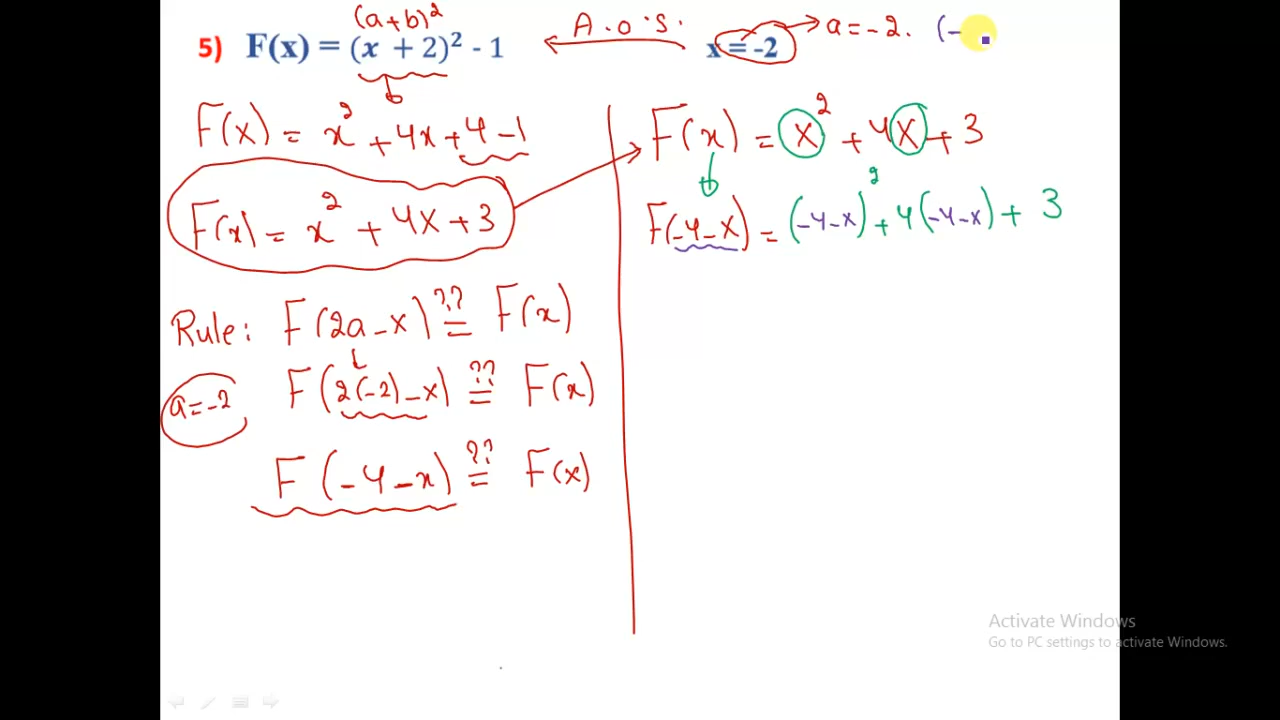 (a+b)²
5) F(x) = (x + 2)² - 1 A.O.S. x = -2 a = -2. (-
F(x) = x² + 4x + 4 - 1
F(x) = x² + 4x + 3
Rule: F(2a - x) ?? = F(x)
a = -2 F(2(-2) - x) ?? = F(x)
F(-4 - x) ?? = F(x)
F(x) = x² + 4x + 3
F(-4 - x) = (-4 - x)² + 4(-4 - x) + 3
Activate Windows
Go to PC settings to activate Windows.